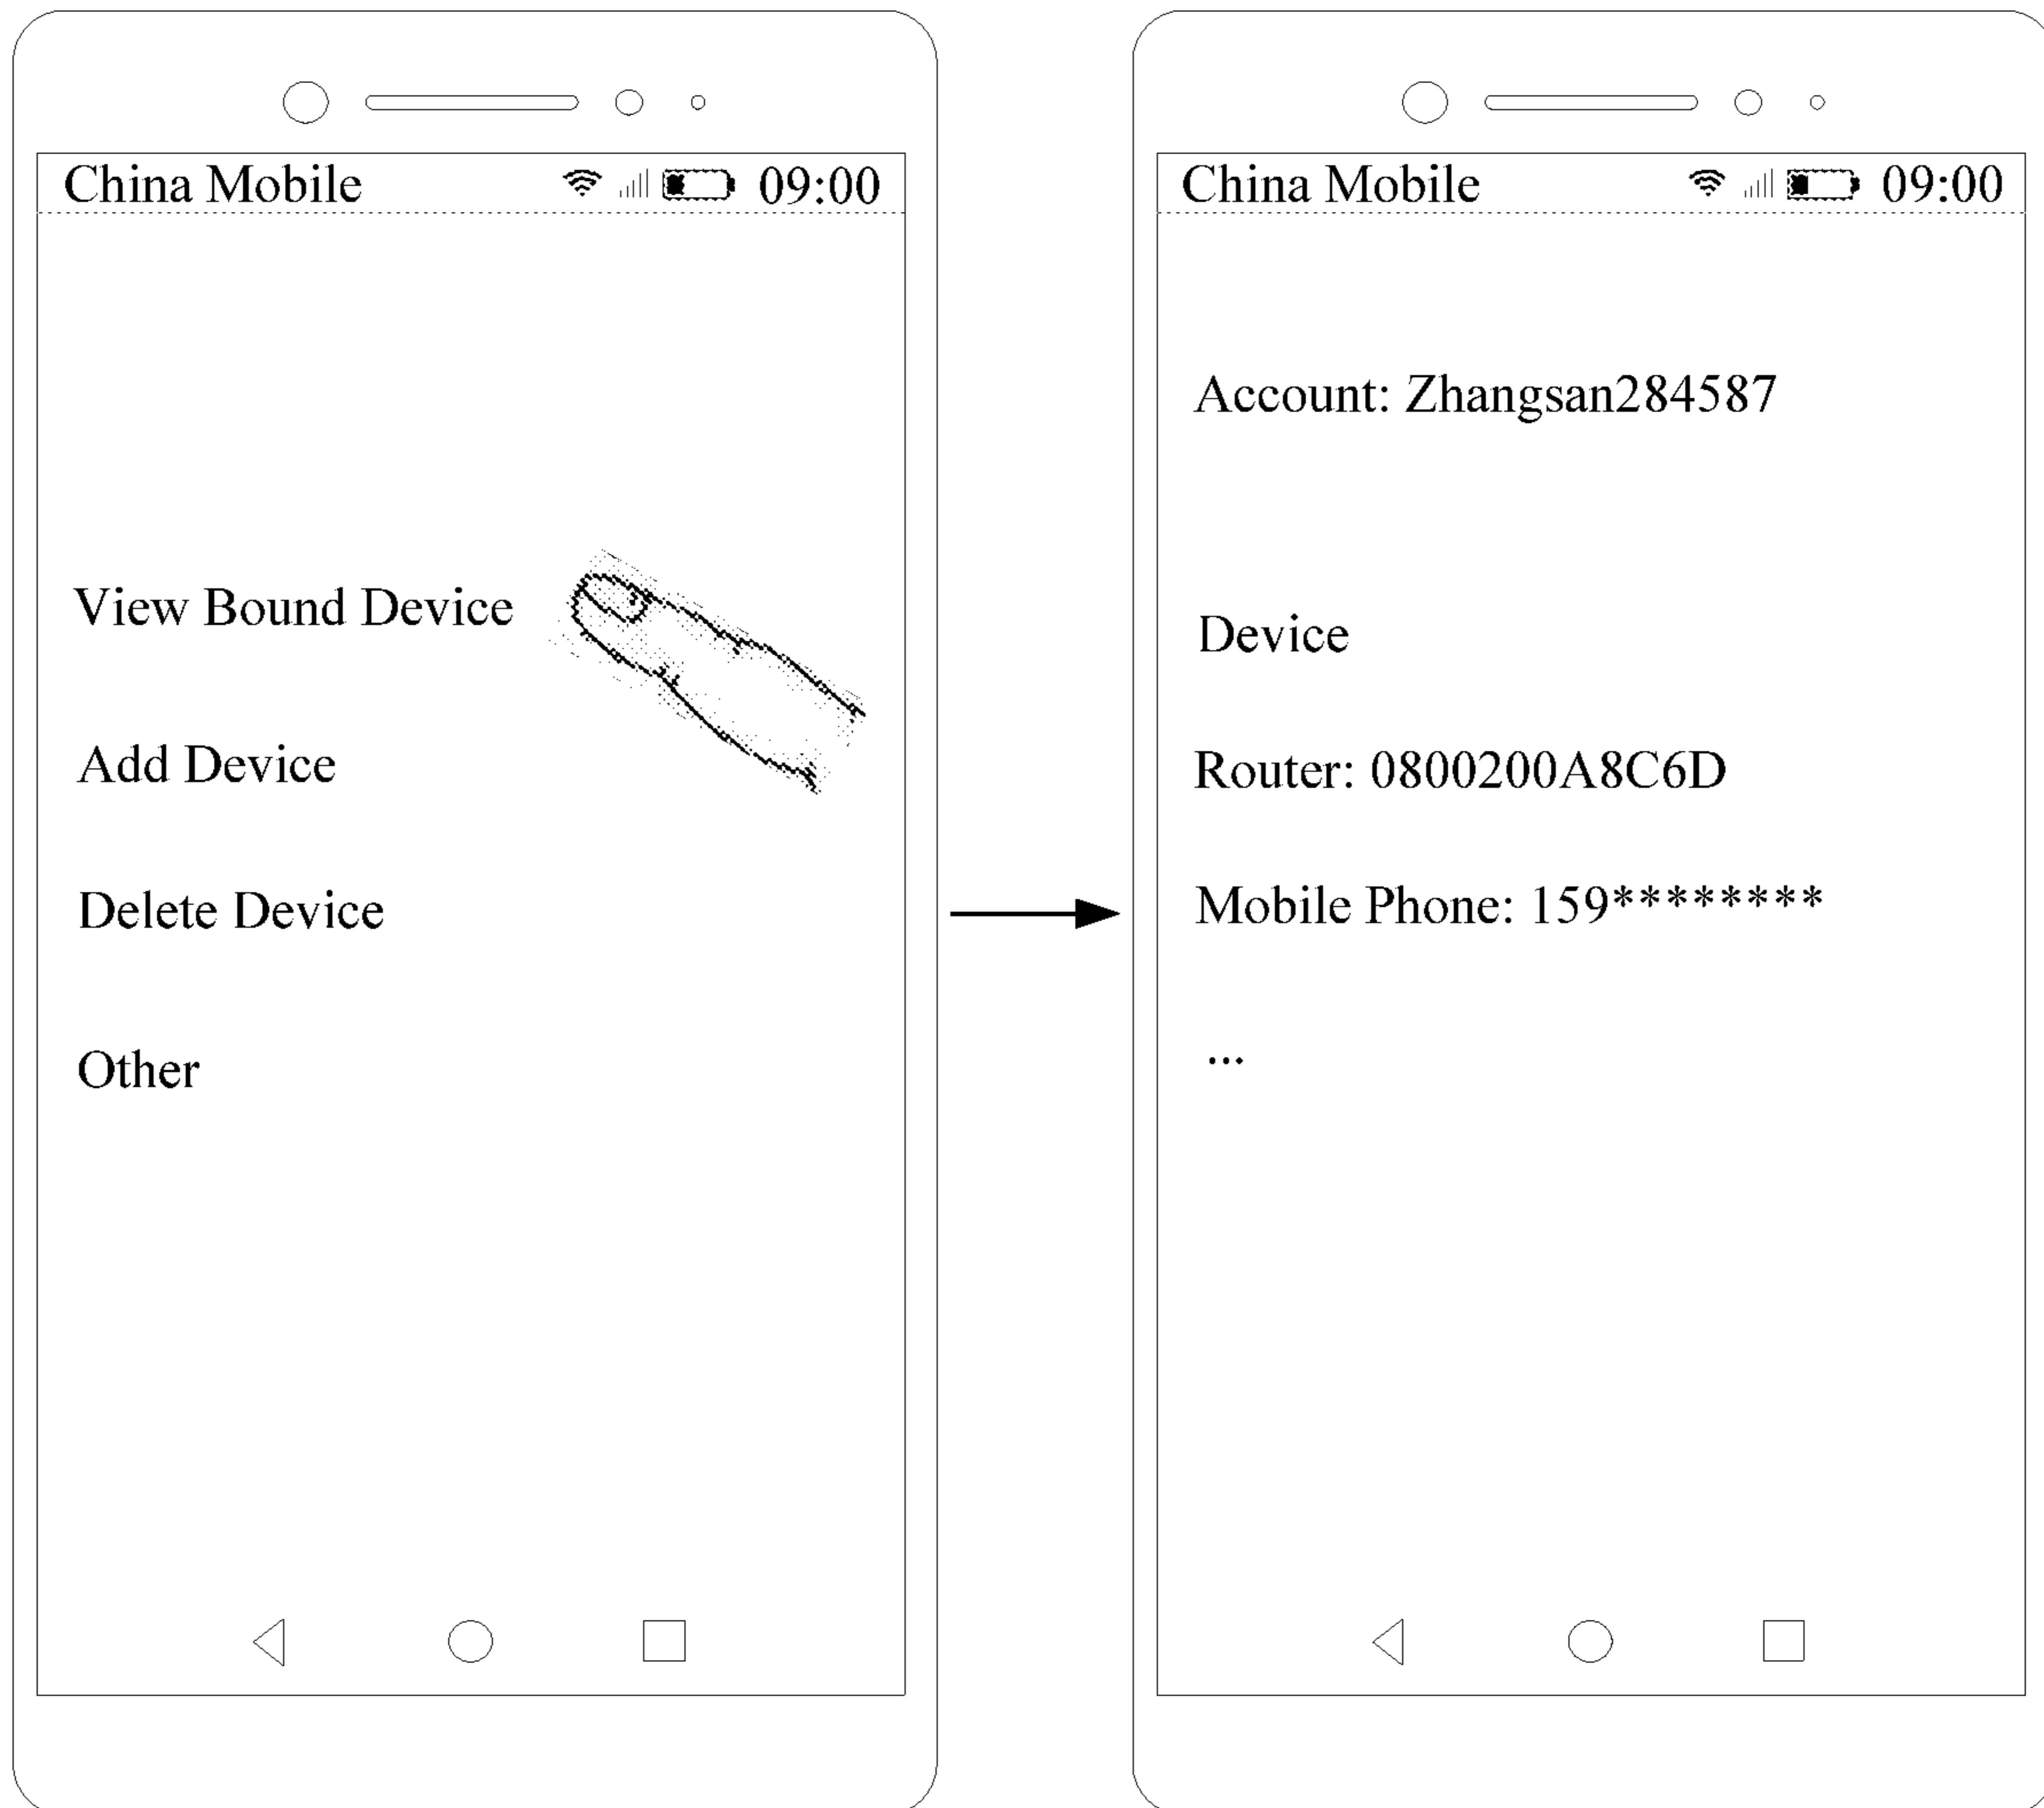 China Mobile 09:00
View Bound Device
Add Device
Delete Device
Other
China Mobile 09:00
Account: Zhangsan284587
Device
Router: 0800200A8C6D
Mobile Phone: 159********
...